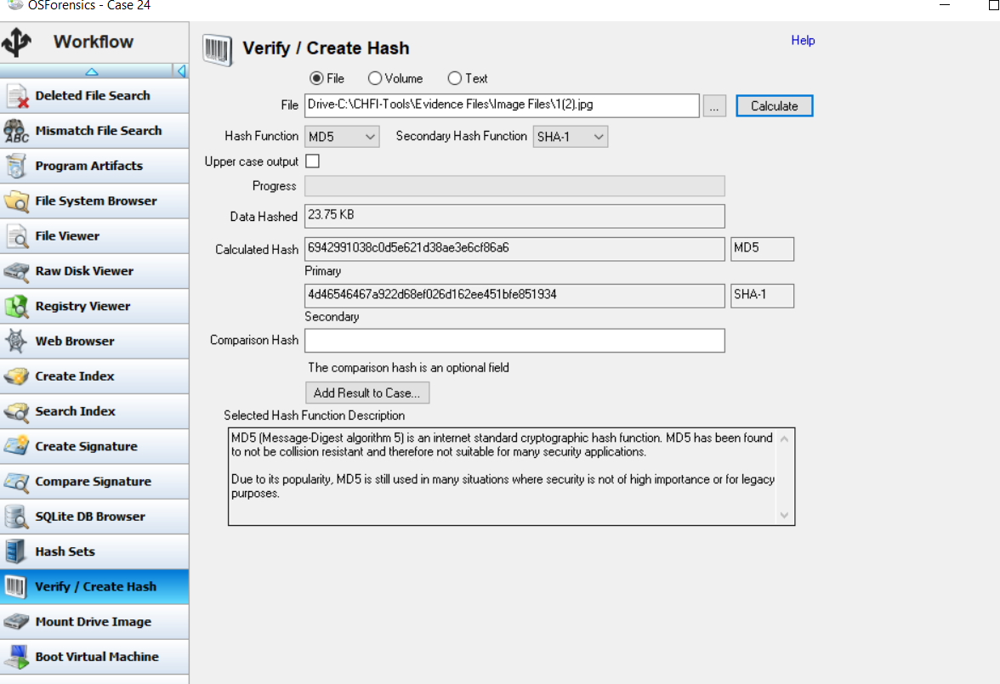 OSForensics - Case 24
Workflow
Deleted File Search
Mismatch File Search
Program Artifacts
File System Browser
File Viewer
Raw Disk Viewer
Registry Viewer
Web Browser
Create Index
Search Index
Create Signature
Compare Signature
SQLite DB Browser
Hash Sets
Verify / Create Hash
Mount Drive Image
Boot Virtual Machine
Verify / Create Hash
Help
File Volume Text
File Drive-C:\CHFI-Tools\Evidence Files\Image Files\1(2).jpg ... Calculate
Hash Function MD5 Secondary Hash Function SHA-1
Upper case output
Progress
Data Hashed 23.75 KB
Calculated Hash 6942991038c0d5e621d38ae3e6cf86a6 MD5
Primary
4d46546467a922d68ef026d162ee451bfe851934 SHA-1
Secondary
Comparison Hash
The comparison hash is an optional field
Add Result to Case...
Selected Hash Function Description
MD5 (Message-Digest algorithm 5) is an internet standard cryptographic hash function. MD5 has been found
to not be collision resistant and therefore not suitable for many security applications.
Due to its popularity, MD5 is still used in many situations where security is not of high importance or for legacy
purposes.